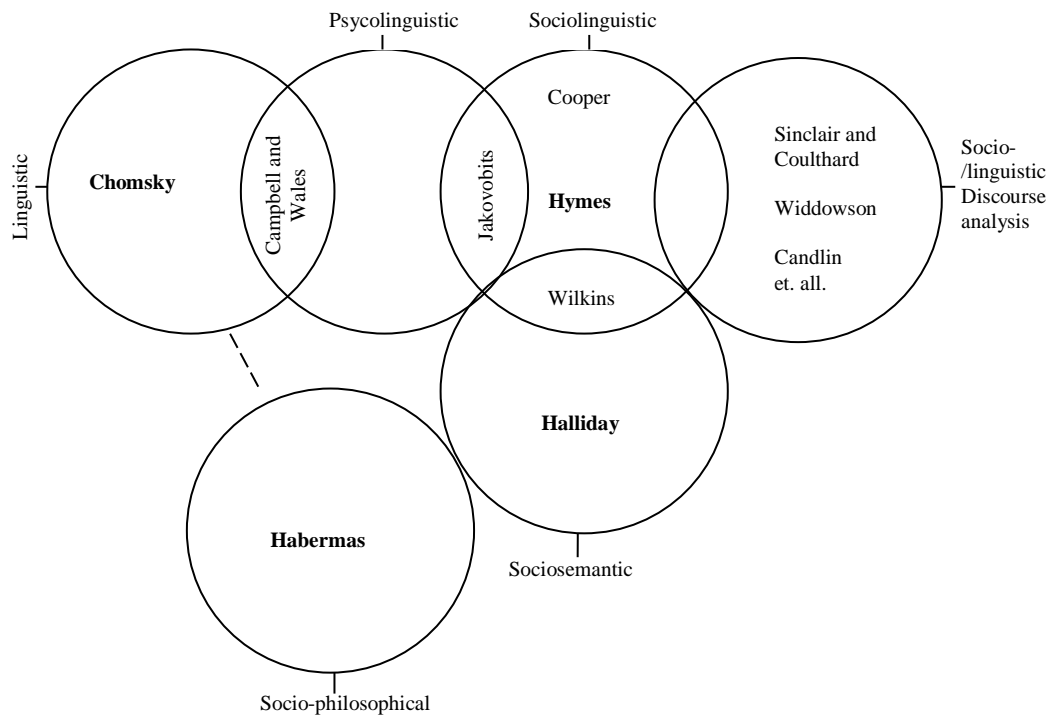 Psycolinguistic
Sociolinguistic
Linguistic
Chomsky
Campbell and
Wales
Jakovobits
Cooper
Hymes
Wilkins
Sinclair and
Coulthard
Widdowson
Candlin
et. all.
Socio-
/linguistic
Discourse
analysis
Halliday
Habermas
Sociosemantic
Socio-philosophical